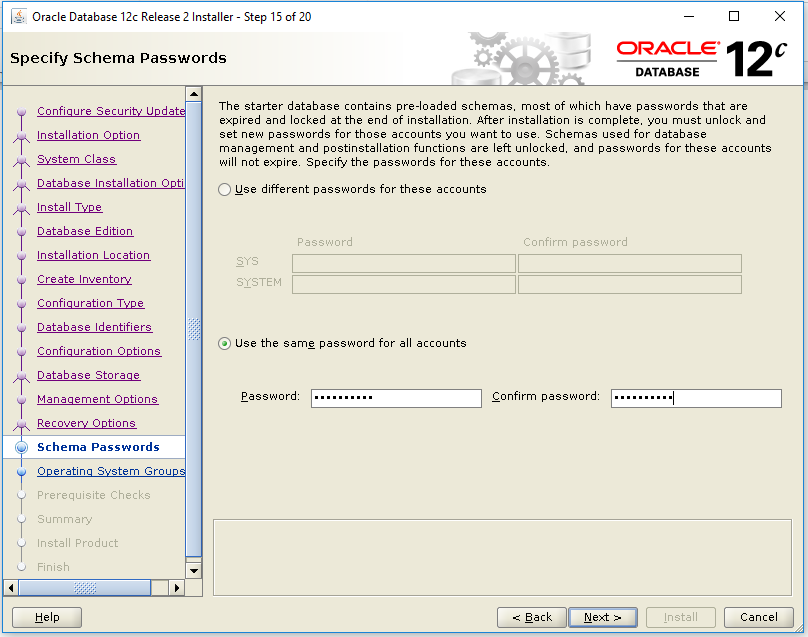 Oracle Database 12c Release 2 Installer - Step 15 of 20
Specify Schema Passwords
ORACLE
DATABASE
12c
Configure Security Update
Installation Option
System Class
Database Installation Opti
Install Type
Database Edition
Installation Location
Create Inventory
Configuration Type
Database Identifiers
Configuration Options
Database Storage
Management Options
Recovery Options
Schema Passwords
Operating System Groups
Prerequisite Checks
Summary
Install Product
Finish
The starter database contains pre-loaded schemas, most of which have passwords that are
expired and locked at the end of installation. After installation is complete, you must unlock and
set new passwords for those accounts you want to use. Schemas used for database
management and postinstallation functions are left unlocked, and passwords for these accounts
will not expire. Specify the passwords for these accounts.
Use different passwords for these accounts
Password Confirm password
SYS
SYSTEM
Use the same password for all accounts
Password: •••••••••• Confirm password: ••••••••••
Help < Back Next > Install Cancel